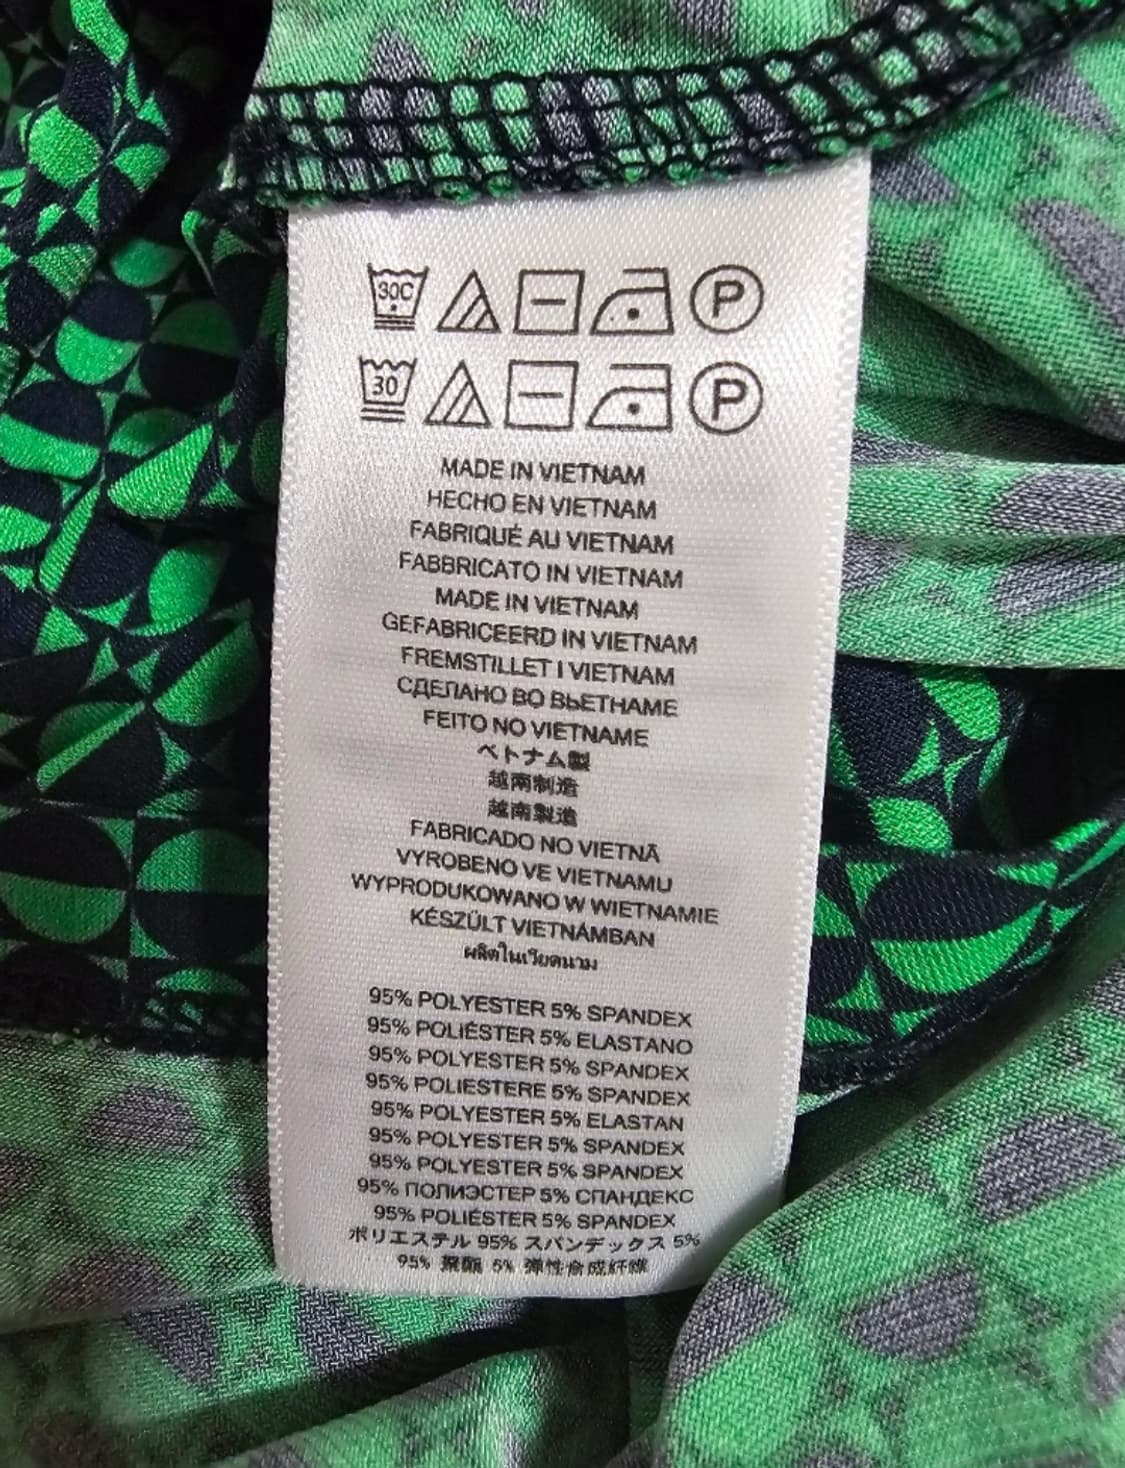 30C P
30 P
MADE IN VIETNAM
HECHO EN VIETNAM
FABRIQUÉ AU VIETNAM
FABBRICATO IN VIETNAM
MADE IN VIETNAM
GEFABRICEERD IN VIETNAM
FREMSTILLET I VIETNAM
СДЕЛАНО ВО ВЬЕТНАМЕ
FEITO NO VIETNAME
ベトナム製
越南制造
越南製造
FABRICADO NO VIETNÃ
VYROBENO VE VIETNAMU
WYPRODUKOWANO W WIETNAMIE
KÉSZÜLT VIETNÁMBAN
ผลิตในเวียดนาม
95% POLYESTER 5% SPANDEX
95% POLIÉSTER 5% ELASTANO
95% POLYESTER 5% SPANDEX
95% POLIESTERE 5% SPANDEX
95% POLYESTER 5% ELASTAN
95% POLYESTER 5% SPANDEX
95% POLYESTER 5% SPANDEX
95% ПОЛИЭСТЕР 5% СПАНДЕКС
95% POLIÉSTER 5% SPANDEX
ポリエステル 95% スパンデックス 5%
95% 聚酯 5% 弹性合成纤维